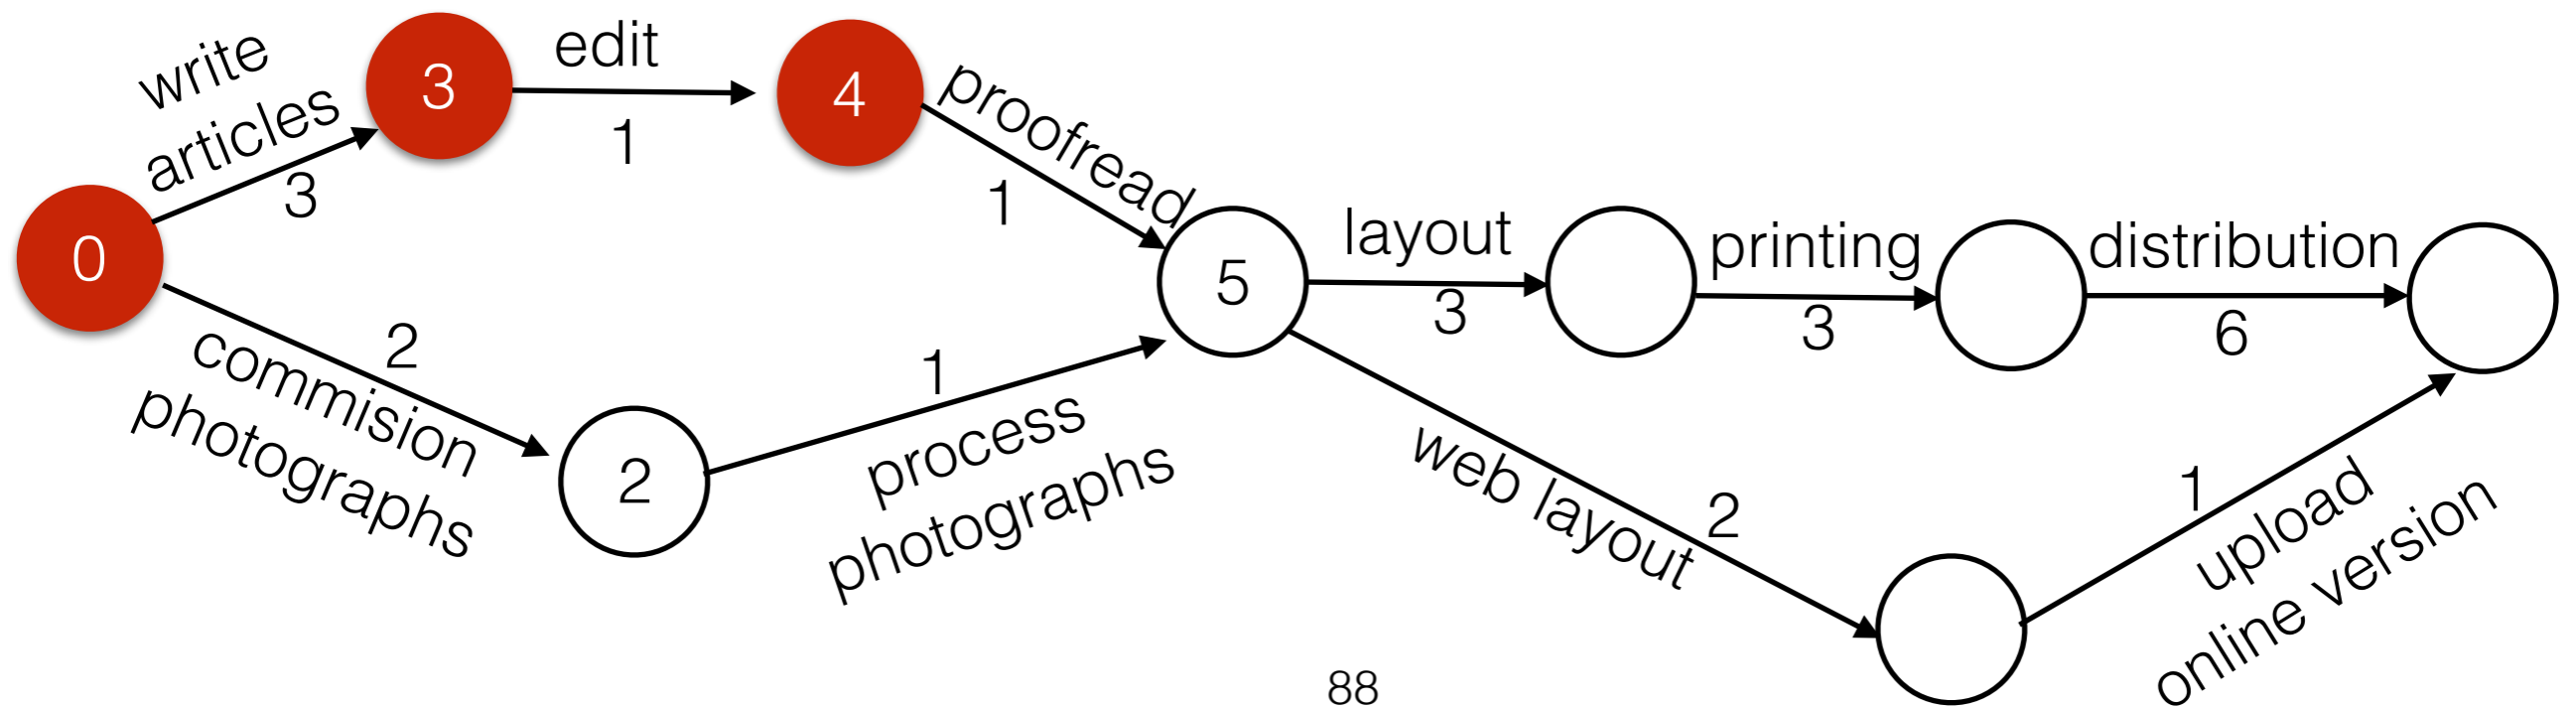 write
articles
3
0
3
edit
1
4
proofread
1
commision
photographs
2
2
1
process
photographs
5
layout
3
printing
3
distribution
6
web layout
2
1
upload
online version
88